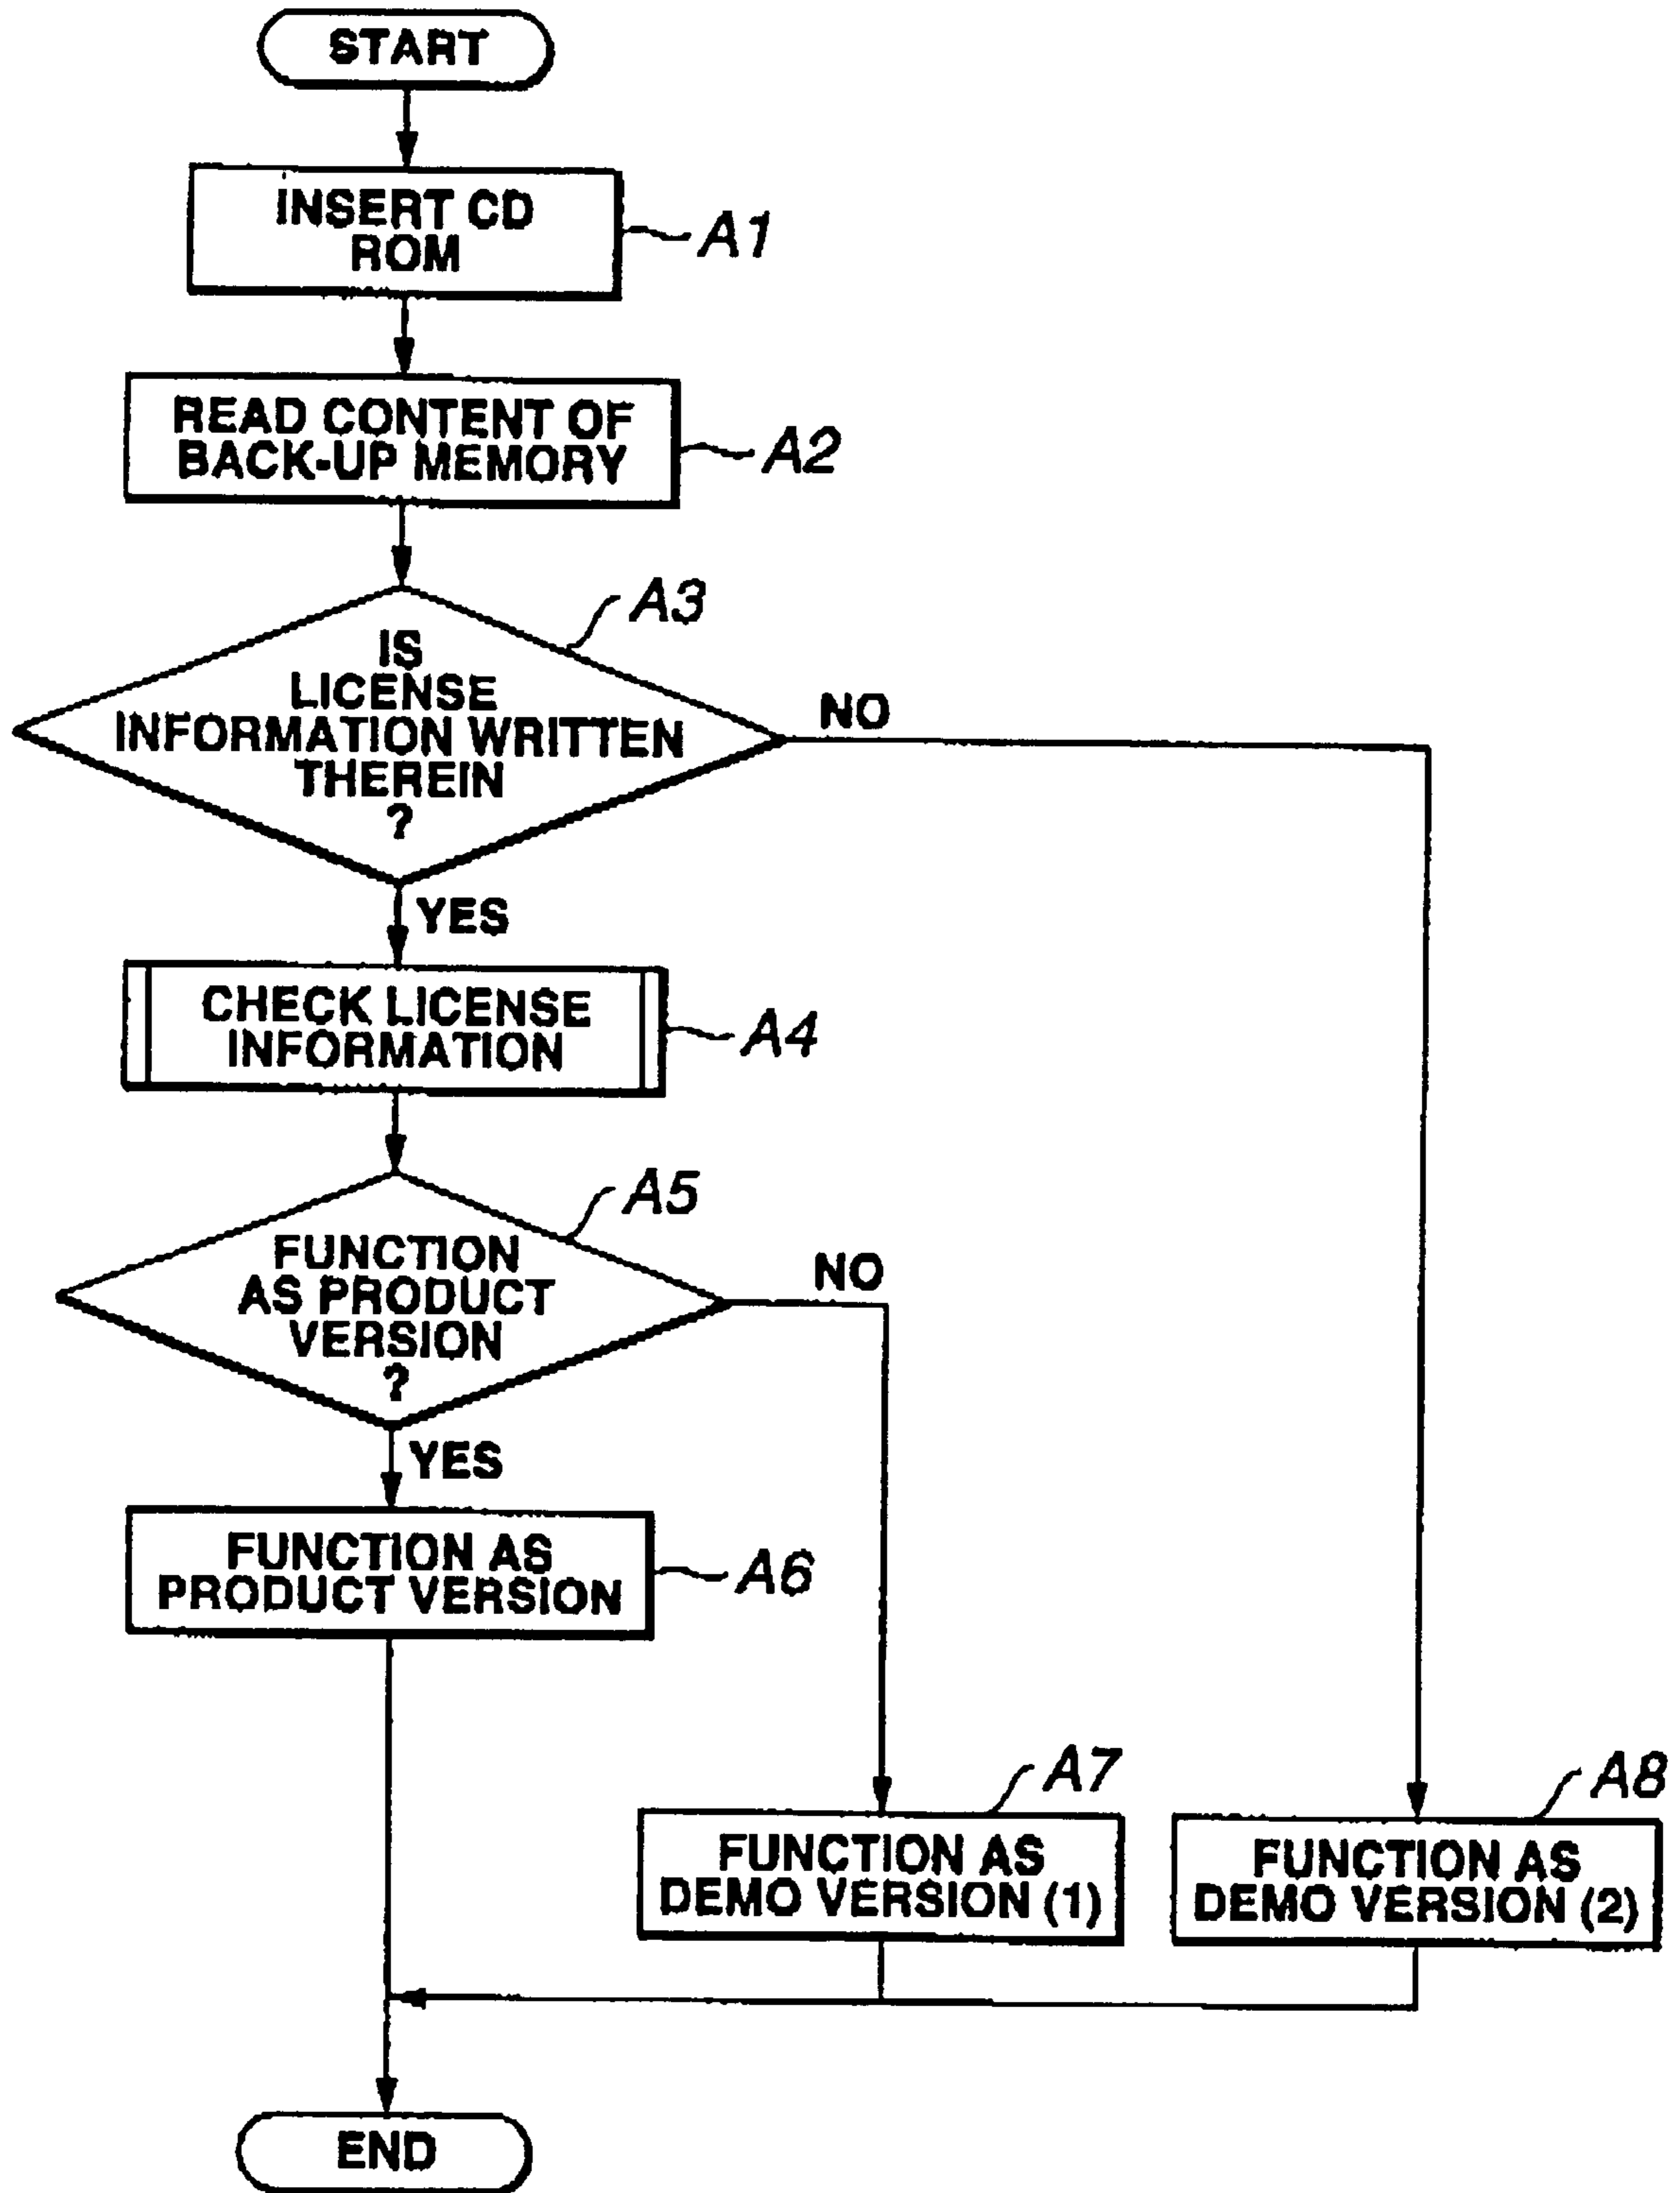 START
INSERT CD
ROM
A1
READ CONTENT OF
BACK-UP MEMORY
A2
A3
IS
LICENSE
INFORMATION WRITTEN
THEREIN
?
NO
YES
CHECK LICENSE
INFORMATION
A4
A5
FUNCTION
AS PRODUCT
VERSION
?
NO
YES
FUNCTION AS
PRODUCT VERSION
A6
A7
FUNCTION AS
DEMO VERSION (1)
A8
FUNCTION AS
DEMO VERSION (2)
END